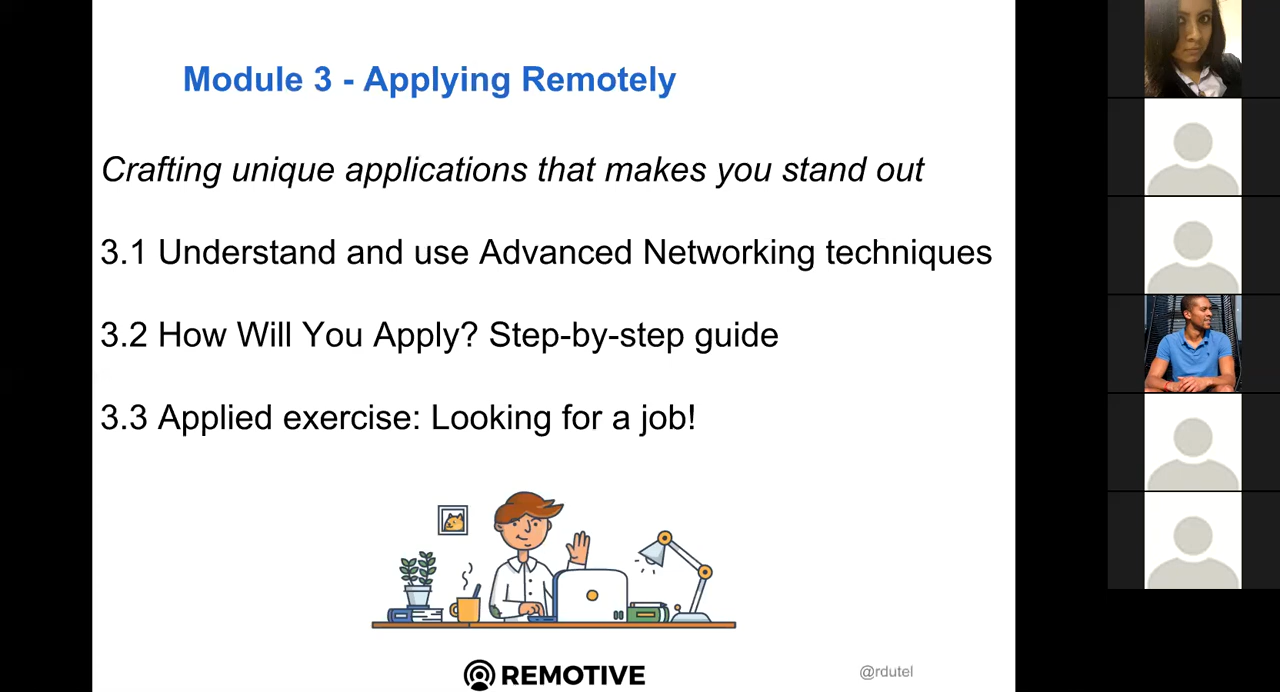 Module 3 - Applying Remotely
Crafting unique applications that makes you stand out
3.1 Understand and use Advanced Networking techniques
3.2 How Will You Apply? Step-by-step guide
3.3 Applied exercise: Looking for a job!
REMOTIVE
@rdutel